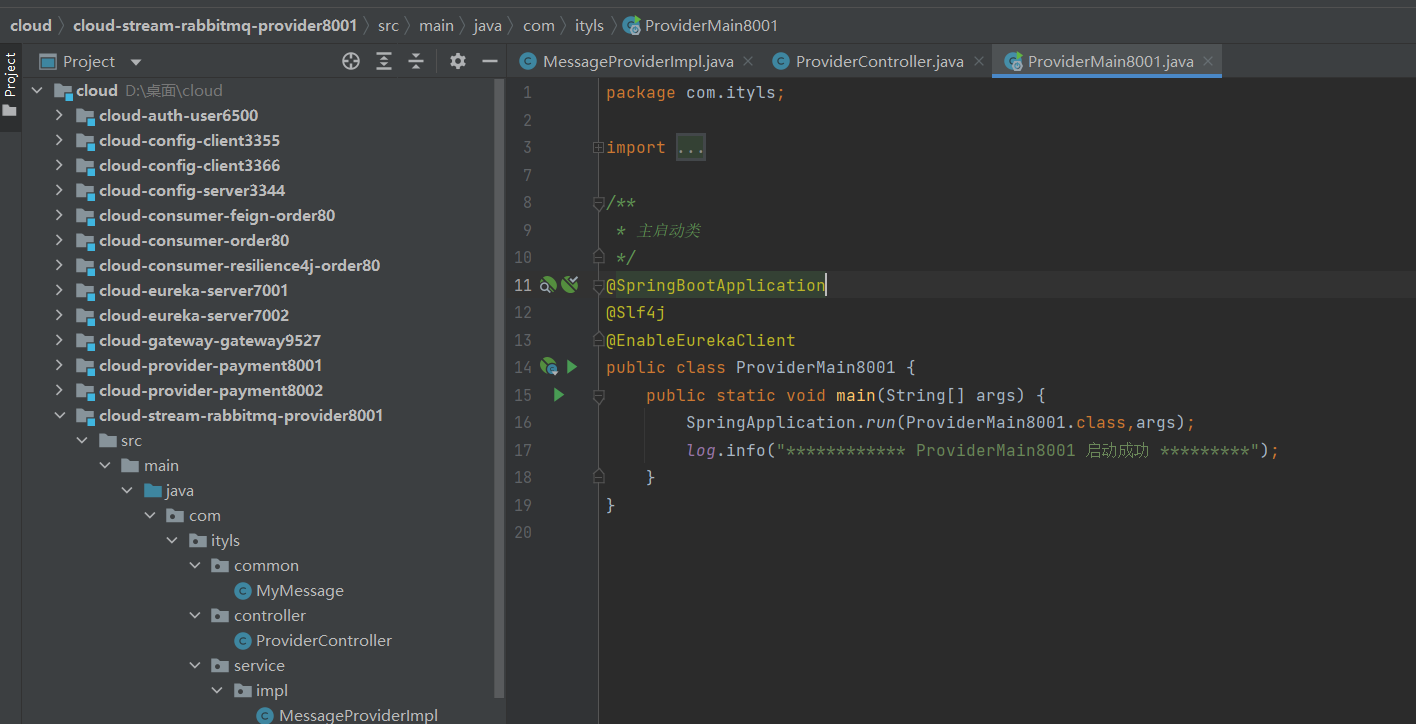 cloud cloud-stream-rabbitmq-provider8001 src main java com ityls ProviderMain8001
Project
Project
MessageProviderImpl.java ProviderController.java ProviderMain8001.java
cloud D:\桌面\cloud
cloud-auth-user6500
cloud-config-client3355
cloud-config-client3366
cloud-config-server3344
cloud-consumer-feign-order80
cloud-consumer-order80
cloud-consumer-resilience4j-order80
cloud-eureka-server7001
cloud-eureka-server7002
cloud-gateway-gateway9527
cloud-provider-payment8001
cloud-provider-payment8002
cloud-stream-rabbitmq-provider8001
src
main
java
com
ityls
common
MyMessage
controller
ProviderController
service
impl
MessageProviderImpl
1 package com.ityls;
2
3 import ...
7
8 /**
9 * 主启动类
10 */
11 @SpringBootApplication
12 @Slf4j
13 @EnableEurekaClient
14 public class ProviderMain8001 {
15 public static void main(String[] args) {
16 SpringApplication.run(ProviderMain8001.class,args);
17 log.info("************ ProviderMain8001 启动成功 *********");
18 }
19 }
20